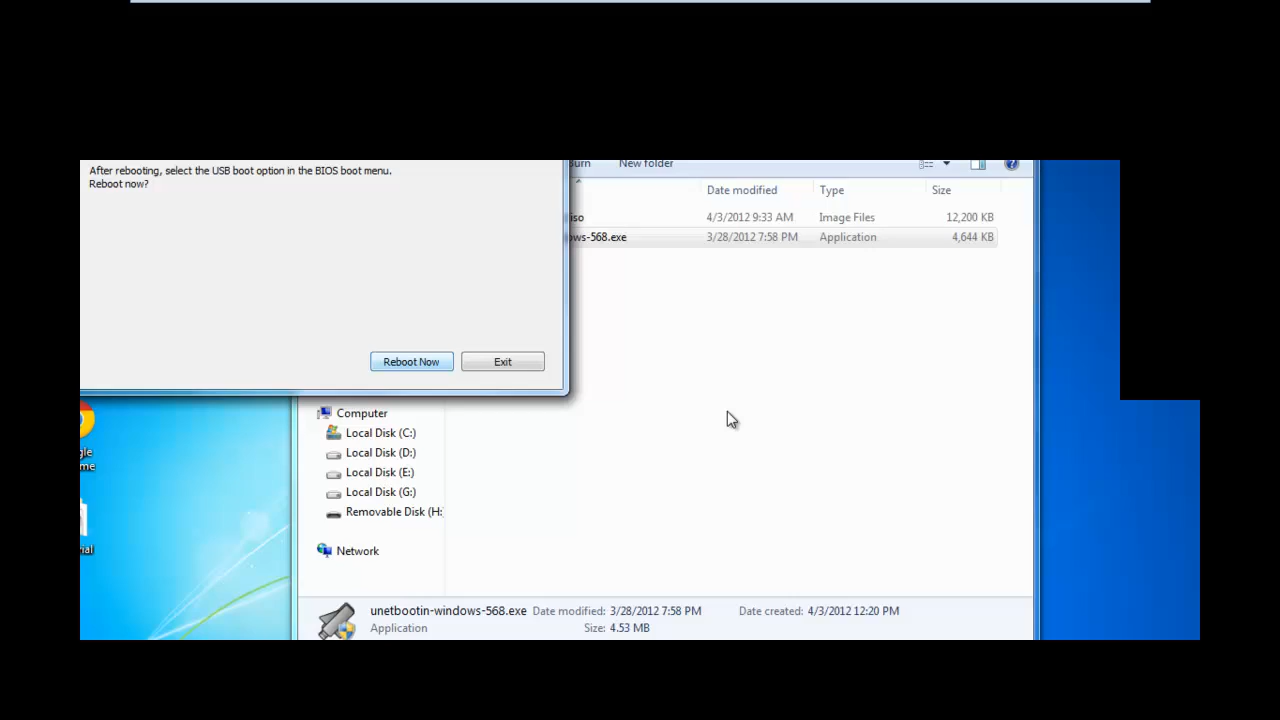 After rebooting, select the USB boot option in the BIOS boot menu.
Reboot now?
Reboot Now
Exit
New folder
Date modified
Type
Size
iso
4/3/2012 9:33 AM
Image Files
12,200 KB
ows-568.exe
3/28/2012 7:58 PM
Application
4,644 KB
Computer
Local Disk (C:)
Local Disk (D:)
Local Disk (E:)
Local Disk (G:)
Removable Disk (H:
Network
gle
me
ial
unetbootin-windows-568.exe Date modified: 3/28/2012 7:58 PM Date created: 4/3/2012 12:20 PM
Application Size: 4.53 MB